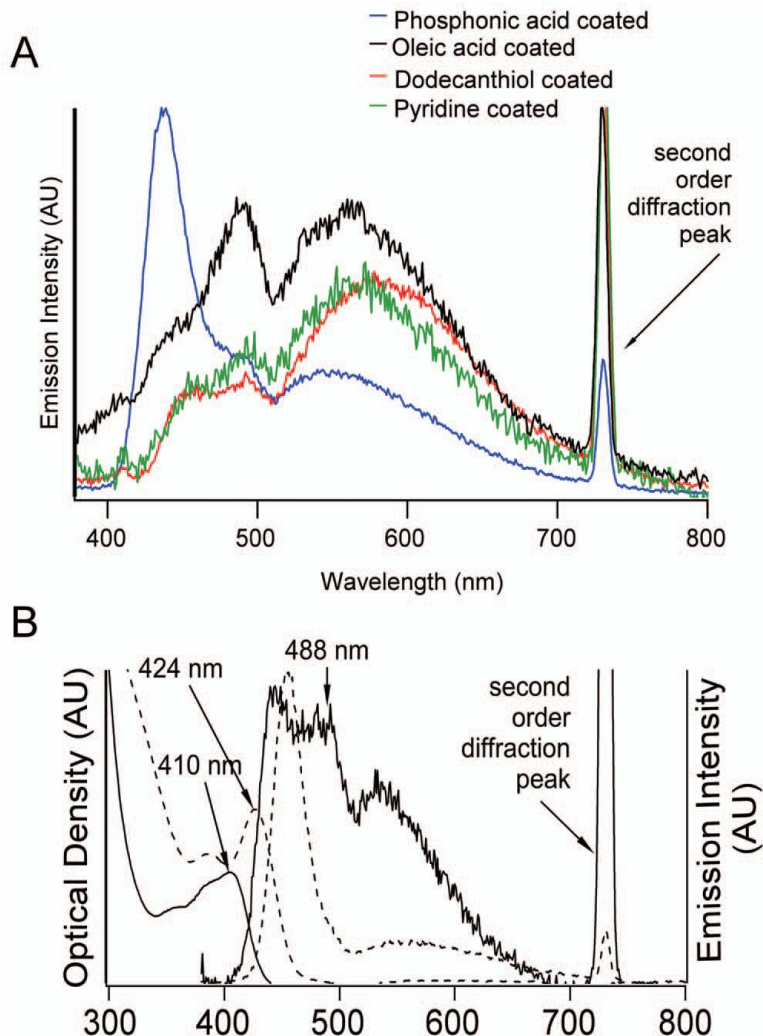 A
Phosphonic acid coated
Oleic acid coated
Dodecanthiol coated
Pyridine coated
second
order
diffraction
peak
Emission Intensity (AU)
400 500 600 700 800
Wavelength (nm)
B
488 nm
424 nm
410 nm
second
order
diffraction
peak
Optical Density (AU)
Emission Intensity
(AU)
300 400 500 600 700 800